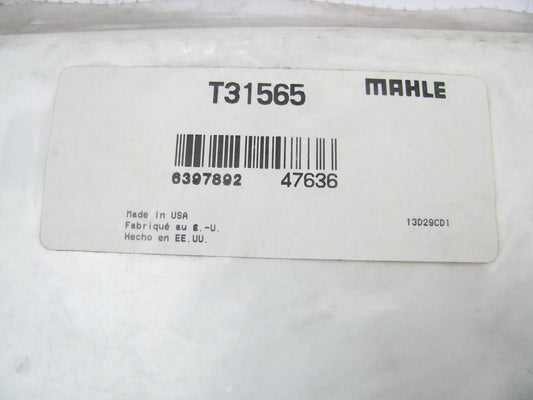 T31565
MAHLE
6397892 47636
Made in USA
Fabriqué au É.-U.
Hecho en EE.UU.
13D29CD1